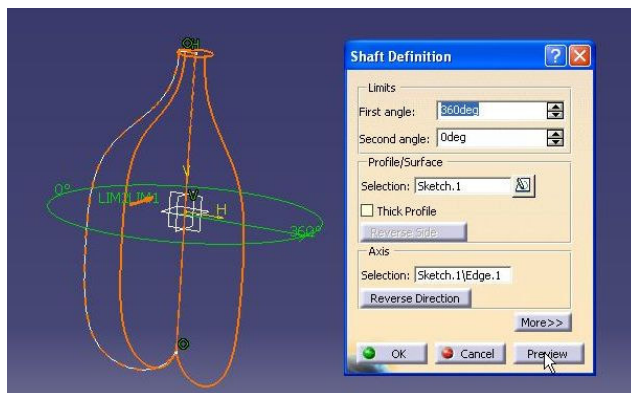 Shaft Definition
Limits
First angle: 360deg
Second angle: 0deg
Profile/Surface
Selection: Sketch.1
Thick Profile
Reverse Side
Axis
Selection: Sketch.1\Edge.1
Reverse Direction
More>>
OK Cancel Preview
V
0°
LIM1
H
360°